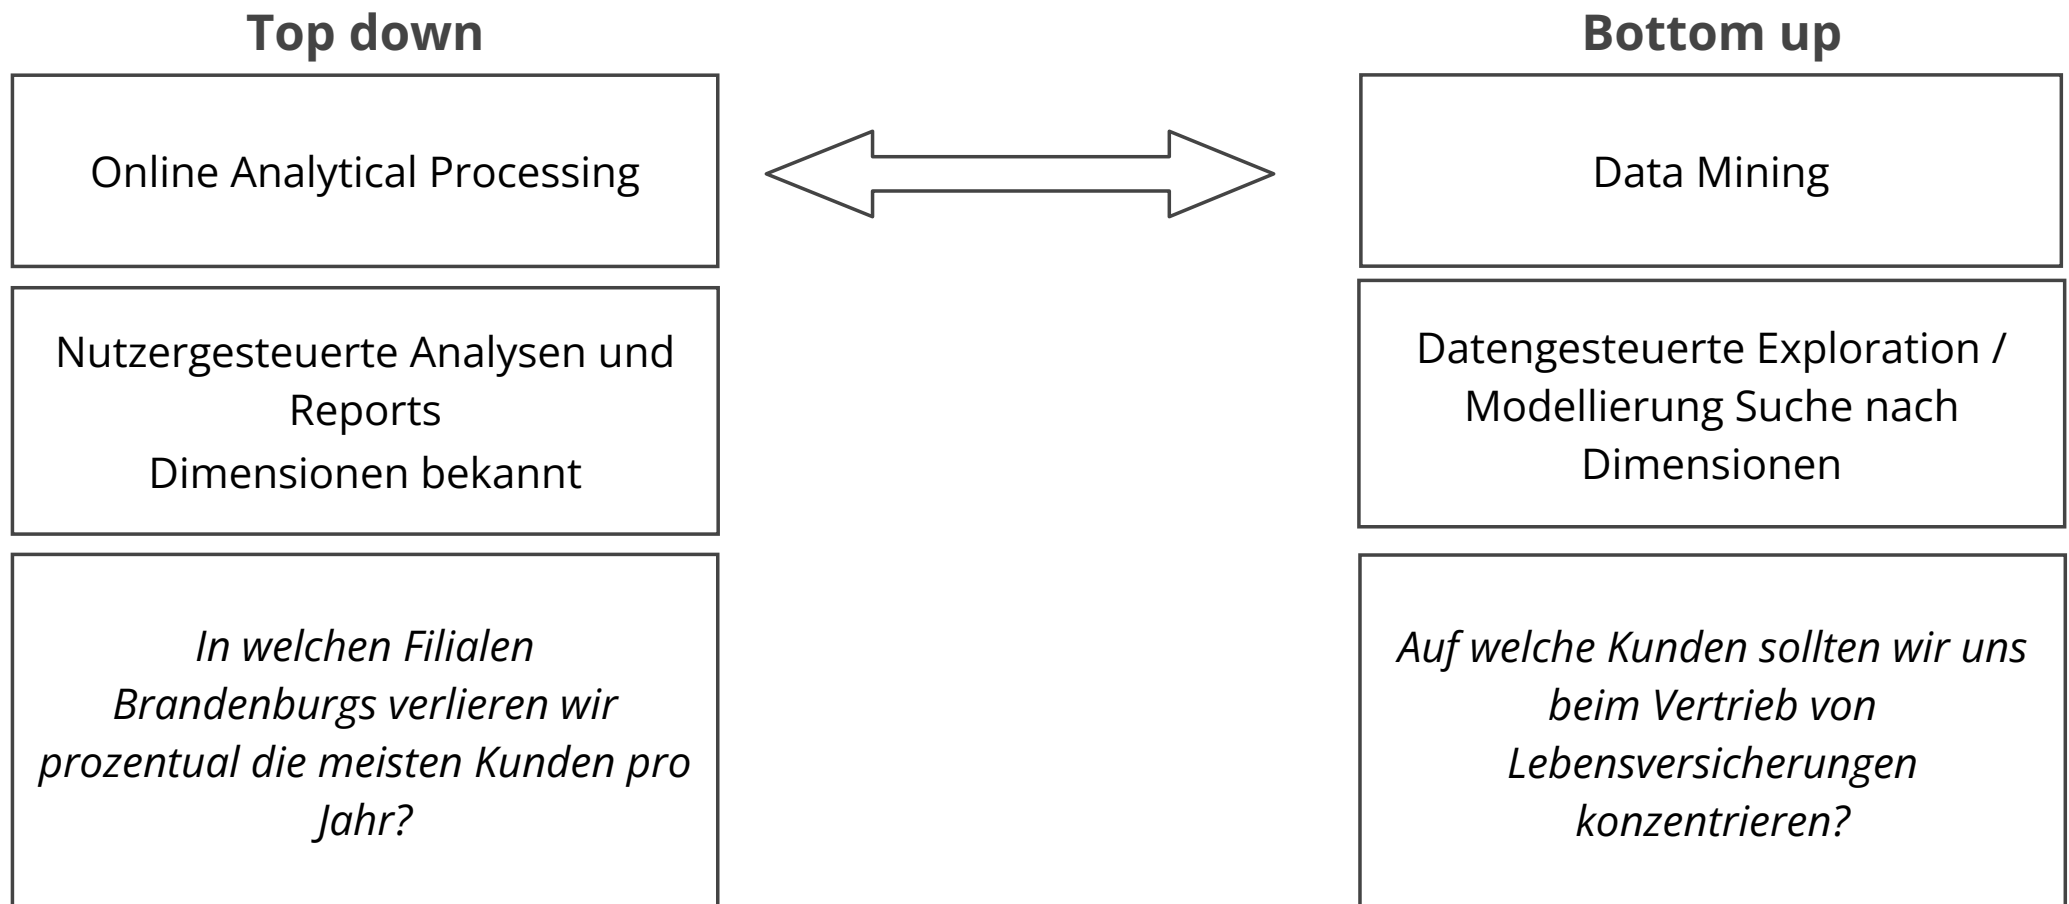 Top down
Online Analytical Processing
Nutzergesteuerte Analysen und
Reports
Dimensionen bekannt
In welchen Filialen
Brandenburgs verlieren wir
prozentual die meisten Kunden pro
Jahr?
Bottom up
Data Mining
Datengesteuerte Exploration /
Modellierung Suche nach
Dimensionen
Auf welche Kunden sollten wir uns
beim Vertrieb von
Lebensversicherungen
konzentrieren?